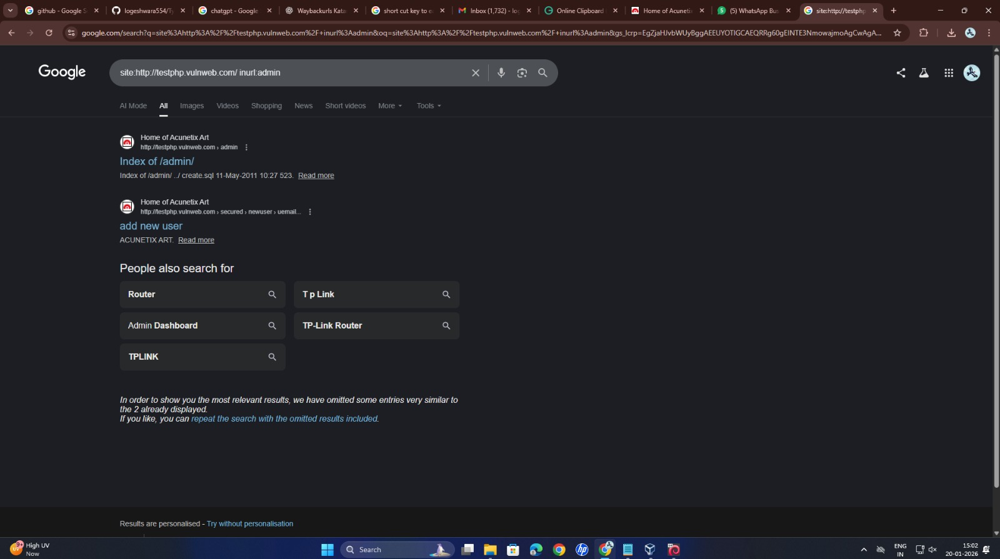 github - Google S
logeshwara554/Ty
chatgpt - Google
Waybackurls Kata
short cut key to e
Inbox (1,732) - lo
Online Clipboard
Home of Acuneti
(5) WhatsApp Bus
site:http://testphp
google.com/search?q=site%3Ahttp%3A%2F%2Ftestphp.vulnweb.com%2F+inurl%3Aadmin&oq=site%3Ahttp%3A%2F%2Ftestphp.vulnweb.com%2F+inurl%3Aadmin&gs_lcrp=EgZjaHJvbWUyBggAEEUYOTIGCAEQRRg60gEINTE3NmowajmoAgCwAgA...
Google
site:http://testphp.vulnweb.com/ inurl:admin
AI Mode All Images Videos Shopping News Short videos More Tools
Home of Acunetix Art
http://testphp.vulnweb.com › admin
Index of /admin/
Index of /admin/ ../ create.sql 11-May-2011 10:27 523. Read more
Home of Acunetix Art
http://testphp.vulnweb.com › secured › newuser › uemail...
add new user
ACUNETIX ART. Read more
People also search for
Router
T p Link
Admin Dashboard
TP-Link Router
TPLINK
In order to show you the most relevant results, we have omitted some entries very similar to
the 2 already displayed.
If you like, you can repeat the search with the omitted results included.
Results are personalised - Try without personalisation
9+
High UV
Now
Search
hp
5
ENG
IN
15:02
20-01-2026